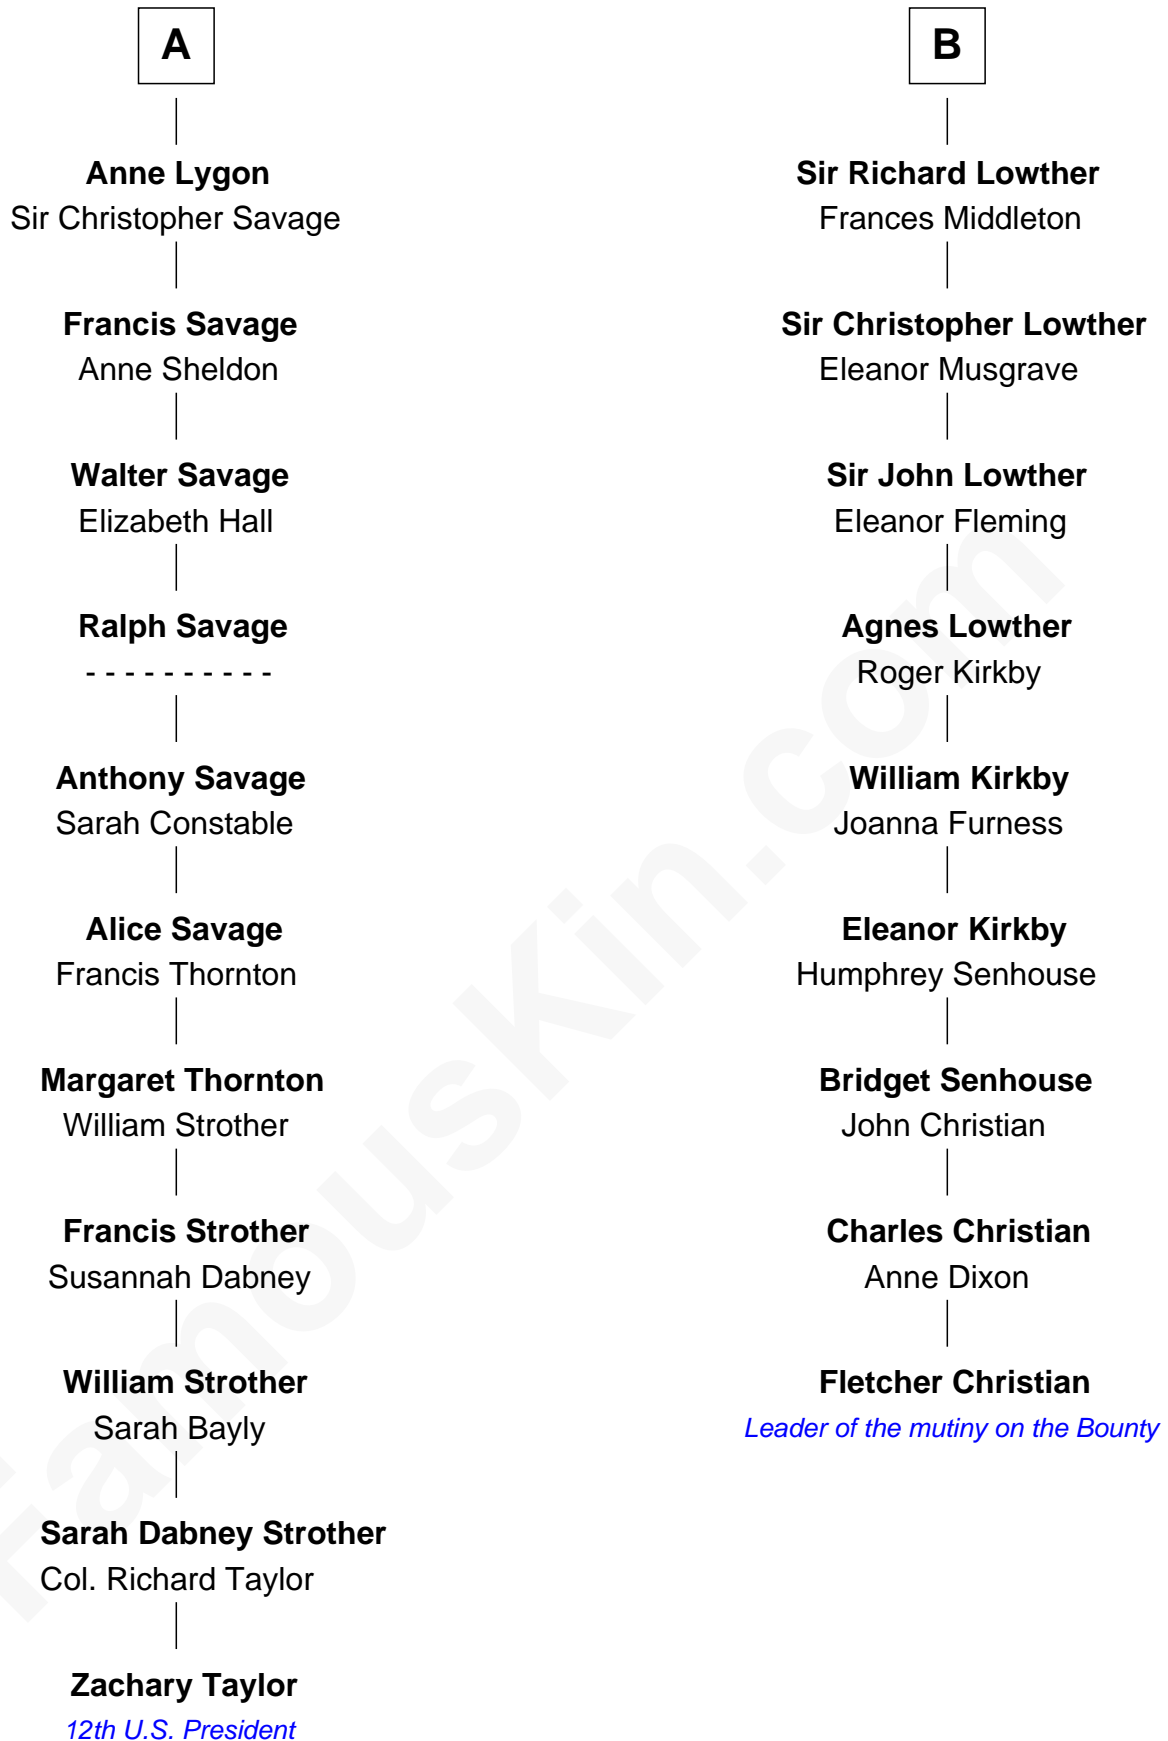 A
Anne Lygon
Sir Christopher Savage
Francis Savage
Anne Sheldon
Walter Savage
Elizabeth Hall
Ralph Savage
- - - - - - - - - -
Anthony Savage
Sarah Constable
Alice Savage
Francis Thornton
Margaret Thornton
William Strother
Francis Strother
Susannah Dabney
William Strother
Sarah Bayly
Sarah Dabney Strother
Col. Richard Taylor
Zachary Taylor
12th U.S. President
B
Sir Richard Lowther
Frances Middleton
Sir Christopher Lowther
Eleanor Musgrave
Sir John Lowther
Eleanor Fleming
Agnes Lowther
Roger Kirkby
William Kirkby
Joanna Furness
Eleanor Kirkby
Humphrey Senhouse
Bridget Senhouse
John Christian
Charles Christian
Anne Dixon
Fletcher Christian
Leader of the mutiny on the Bounty
FamousKin.com